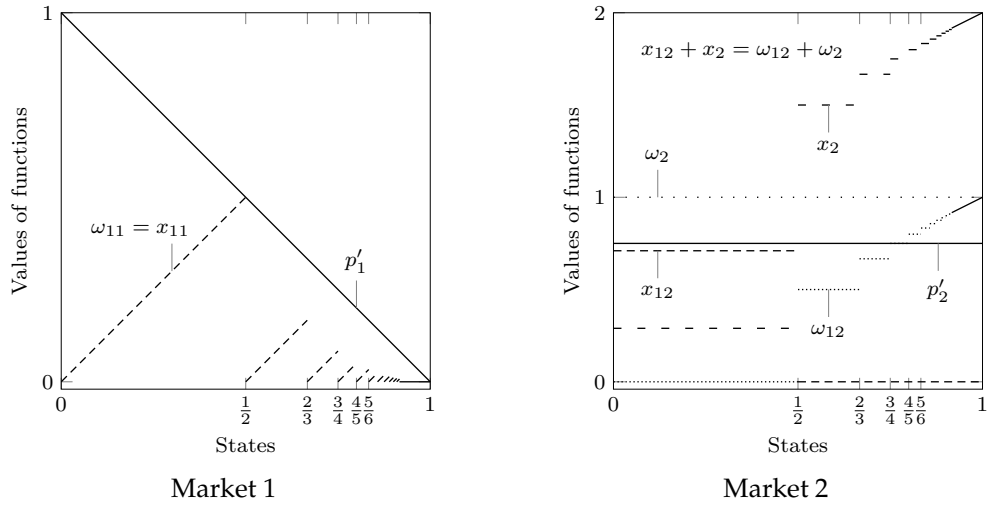 1
Values of functions
ω₁₁ = x₁₁
p′₁
0
0
1/2
2/3
3/4
4/5
5/6
1
States
Market 1
2
x₁₂ + x₂ = ω₁₂ + ω₂
x₂
ω₂
1
Values of functions
x₁₂
ω₁₂
p′₂
0
0
1/2
2/3
3/4
4/5
5/6
1
States
Market 2